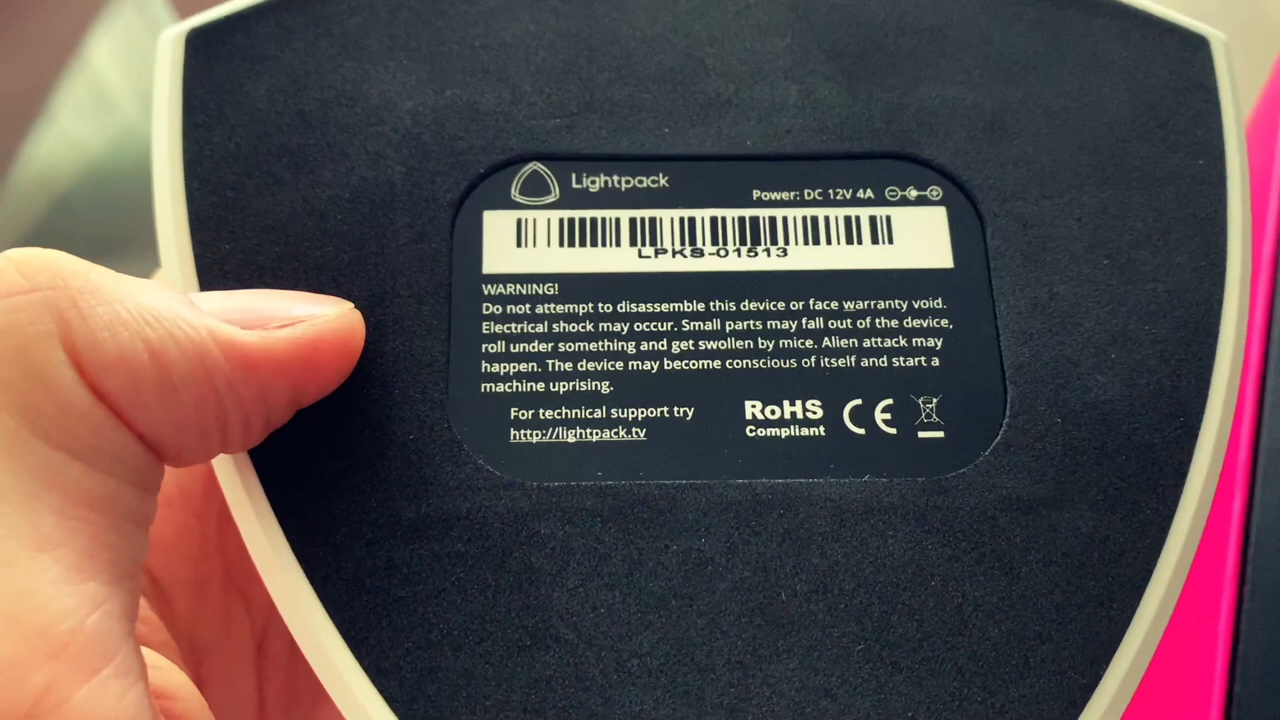 Lightpack
Power: DC 12V 4A
LPKS-01513
WARNING!
Do not attempt to disassemble this device or face warranty void.
Electrical shock may occur. Small parts may fall out of the device,
roll under something and get swollen by mice. Alien attack may
happen. The device may become conscious of itself and start a
machine uprising.
For technical support try
http://lightpack.tv
RoHS
Compliant
CE